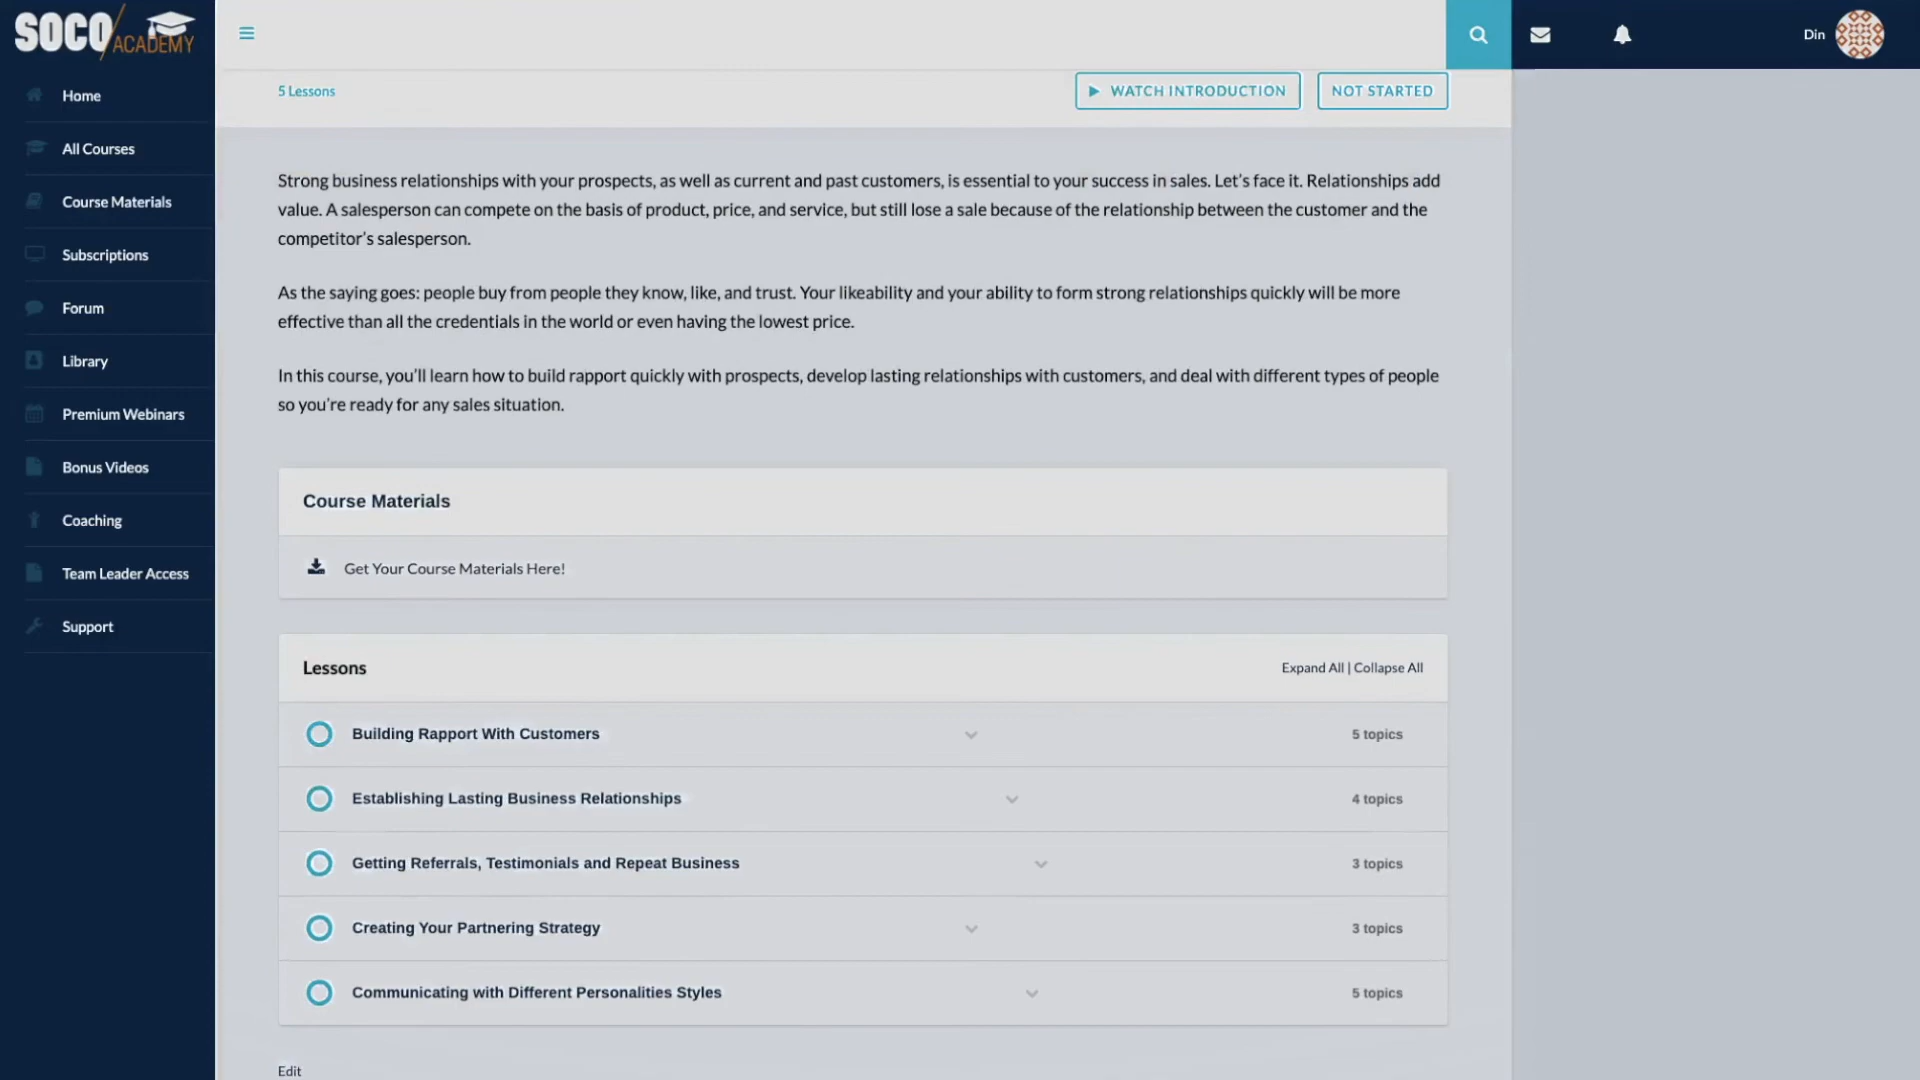 SOCO/ACADEMY
Din
Home
All Courses
Course Materials
Subscriptions
Forum
Library
Premium Webinars
Bonus Videos
Coaching
Team Leader Access
Support
5 Lessons
WATCH INTRODUCTION
NOT STARTED
Strong business relationships with your prospects, as well as current and past customers, is essential to your success in sales. Let's face it. Relationships add
value. A salesperson can compete on the basis of product, price, and service, but still lose a sale because of the relationship between the customer and the
competitor's salesperson.
As the saying goes: people buy from people they know, like, and trust. Your likeability and your ability to form strong relationships quickly will be more
effective than all the credentials in the world or even having the lowest price.
In this course, you'll learn how to build rapport quickly with prospects, develop lasting relationships with customers, and deal with different types of people
so you're ready for any sales situation.
Course Materials
Get Your Course Materials Here!
Lessons
Expand All | Collapse All
Building Rapport With Customers
5 topics
Establishing Lasting Business Relationships
4 topics
Getting Referrals, Testimonials and Repeat Business
3 topics
Creating Your Partnering Strategy
3 topics
Communicating with Different Personalities Styles
5 topics
Edit